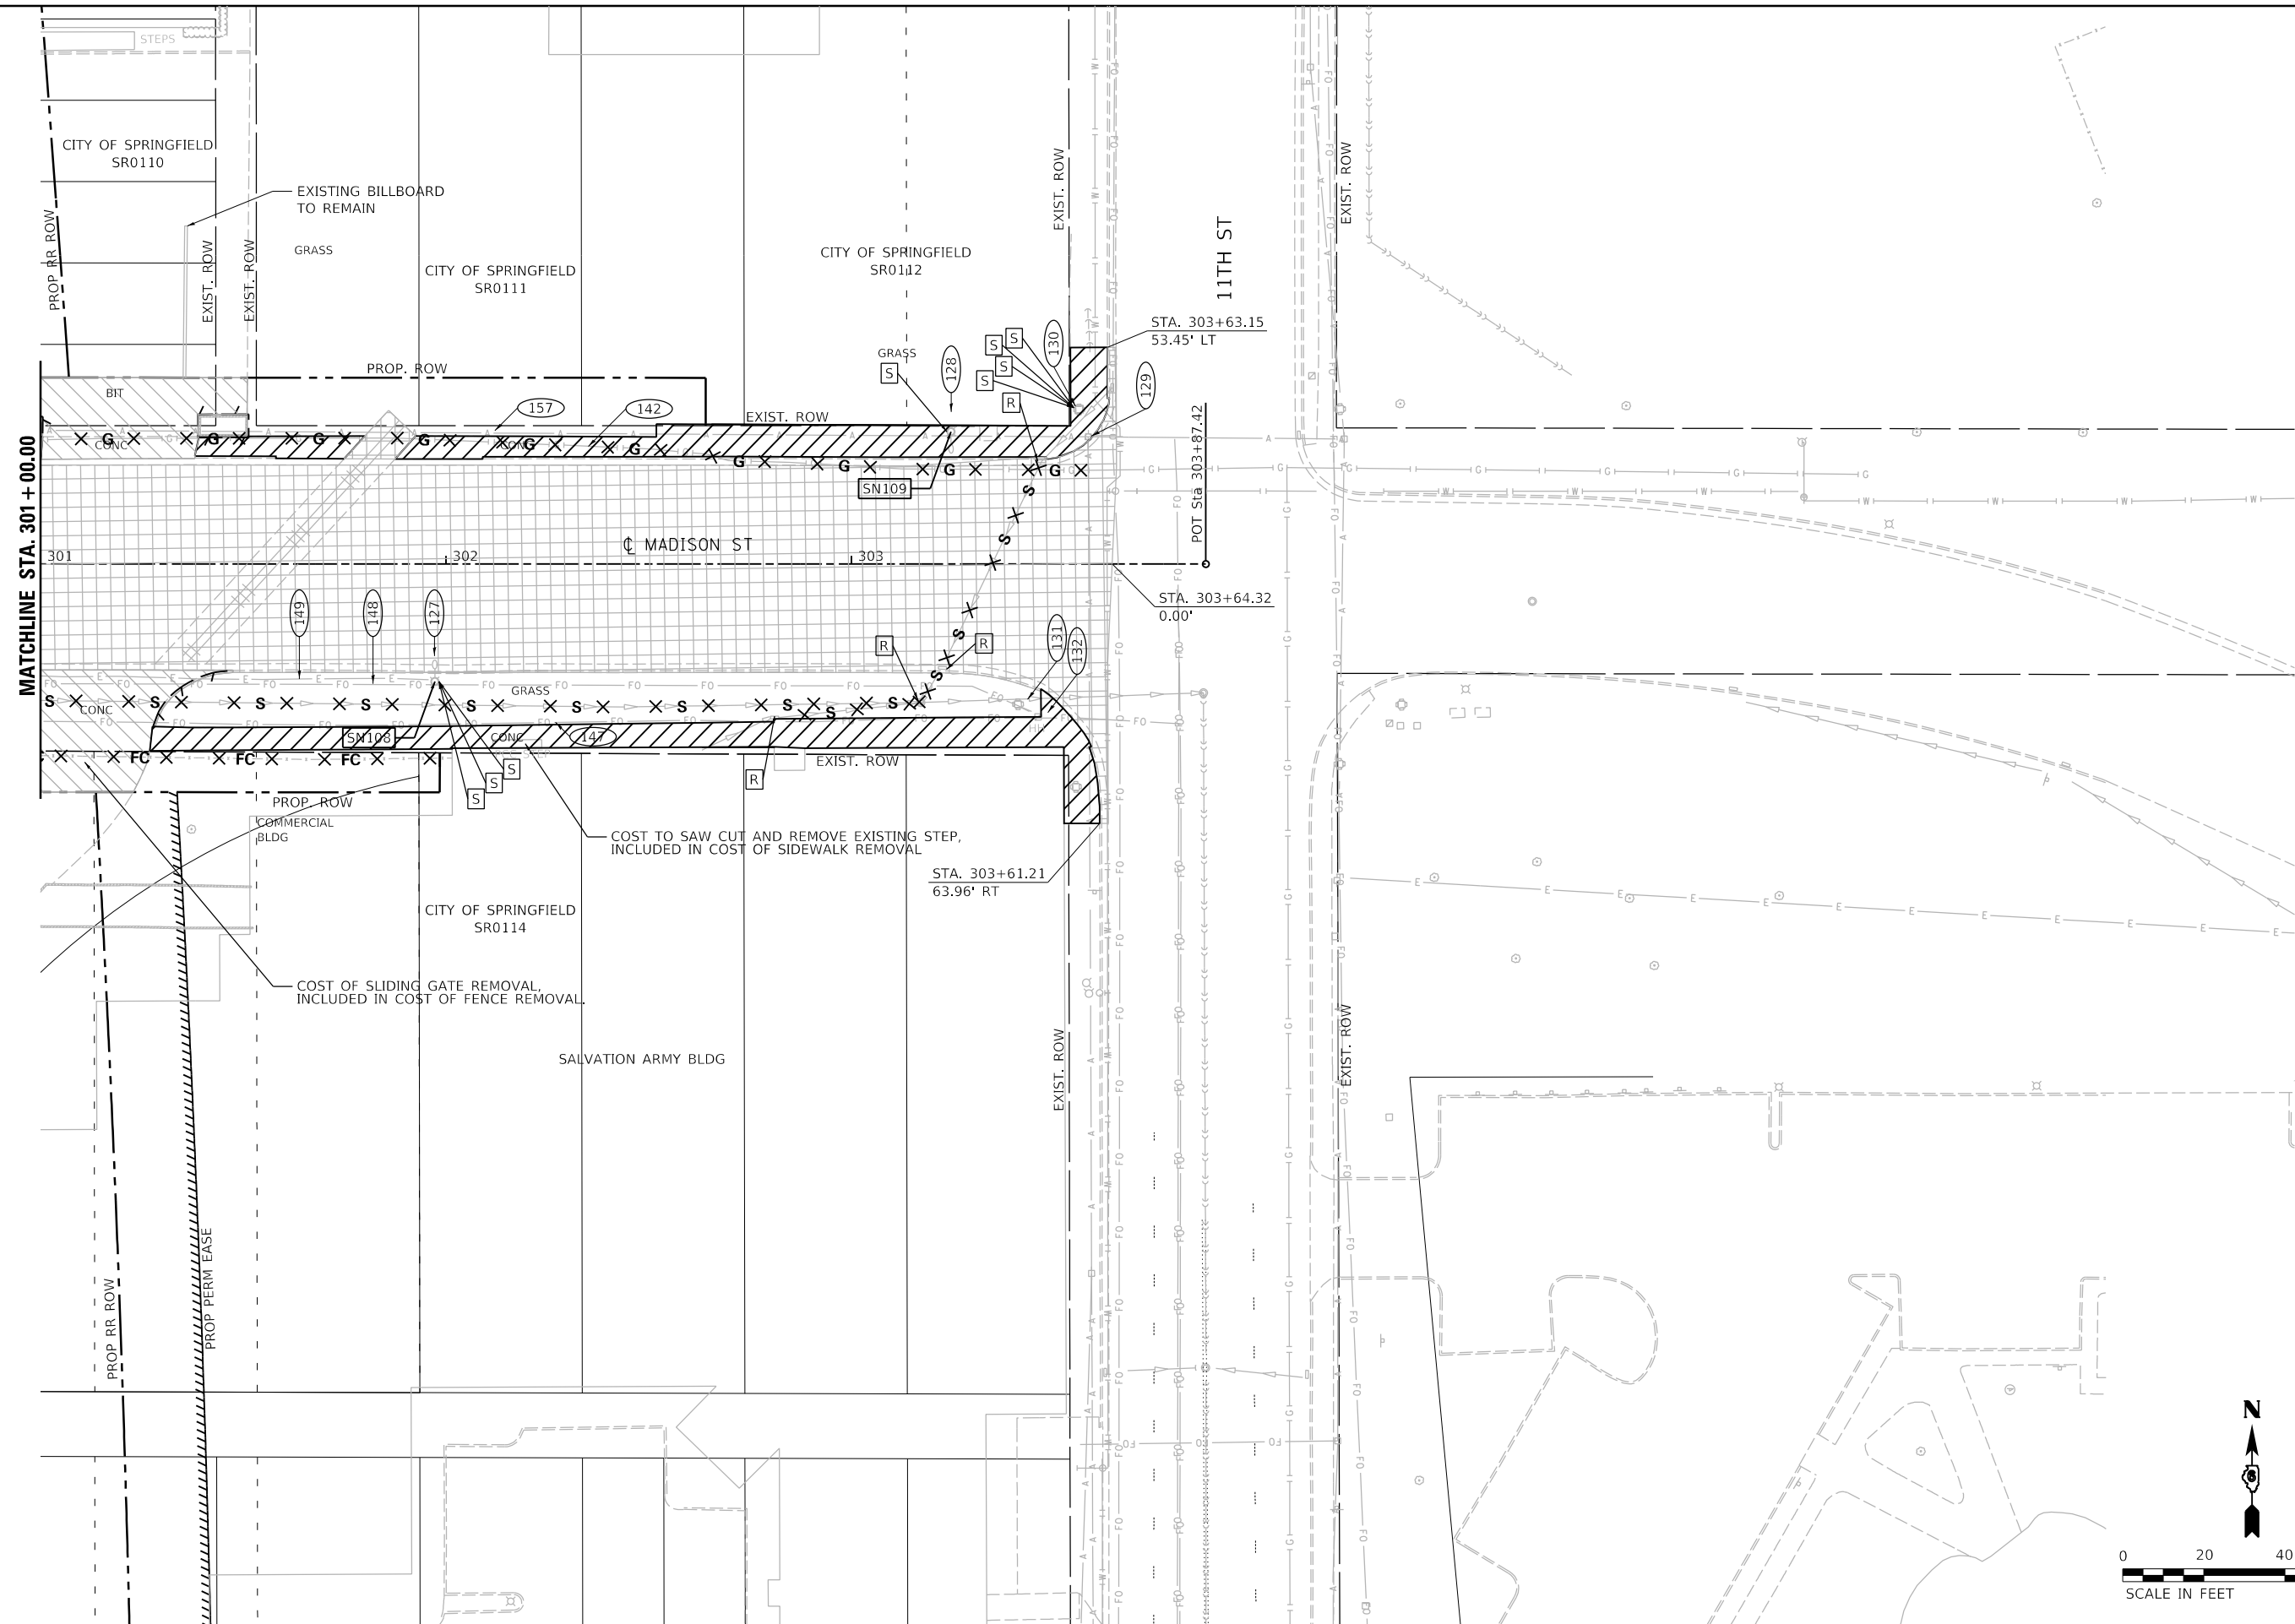 STEPS
CITY OF SPRINGFIELD
SR0110
EXISTING BILLBOARD
TO REMAIN
GRASS
PROP RR ROW
EXIST. ROW
EXIST. ROW
CITY OF SPRINGFIELD
SR0111
CITY OF SPRINGFIELD
SR0112
EXIST. ROW
EXIST. ROW
11TH ST
STA. 303+63.15
53.45' LT
130
129
128
GRASS
S
S
S
S
S
R
PROP. ROW
BIT
CONC
157
142
EXIST. ROW
CONC
SN109
POT Sta 303+87.42
MATCHLINE STA. 301 + 00.00
301
302
℄ MADISON ST
303
STA. 303+64.32
0.00'
149
148
127
131
132
R
R
GRASS
CONC
SN108
CONC
147
HH
EXIST. ROW
R
S
S
S
FC
FC
FC
PROP. ROW
COMMERCIAL
BLDG
COST TO SAW CUT AND REMOVE EXISTING STEP,
INCLUDED IN COST OF SIDEWALK REMOVAL
STA. 303+61.21
63.96' RT
CITY OF SPRINGFIELD
SR0114
COST OF SLIDING GATE REMOVAL,
INCLUDED IN COST OF FENCE REMOVAL.
SALVATION ARMY BLDG
EXIST. ROW
EXIST. ROW
PROP RR ROW
PROP PERM EASE
N
0 20 40
SCALE IN FEET